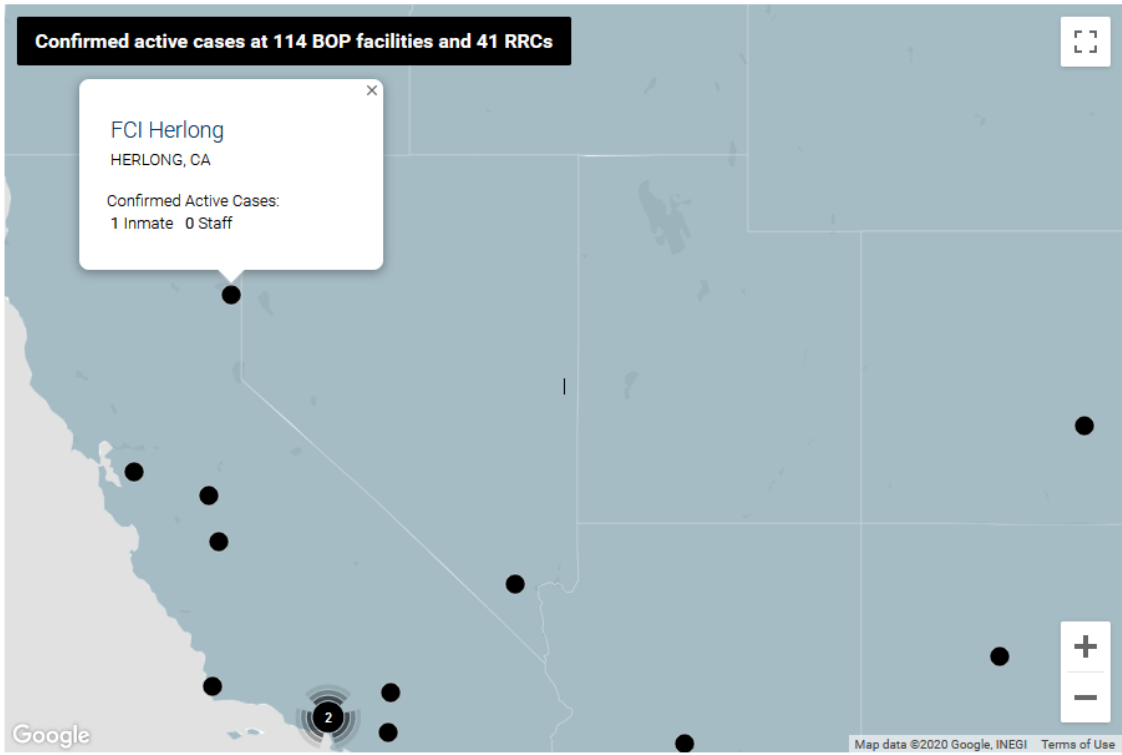 Confirmed active cases at 114 BOP facilities and 41 RRCs
FCI Herlong
HERLONG, CA
Confirmed Active Cases:
1 Inmate 0 Staff
2
Google
Map data ©2020 Google, INEGI Terms of Use